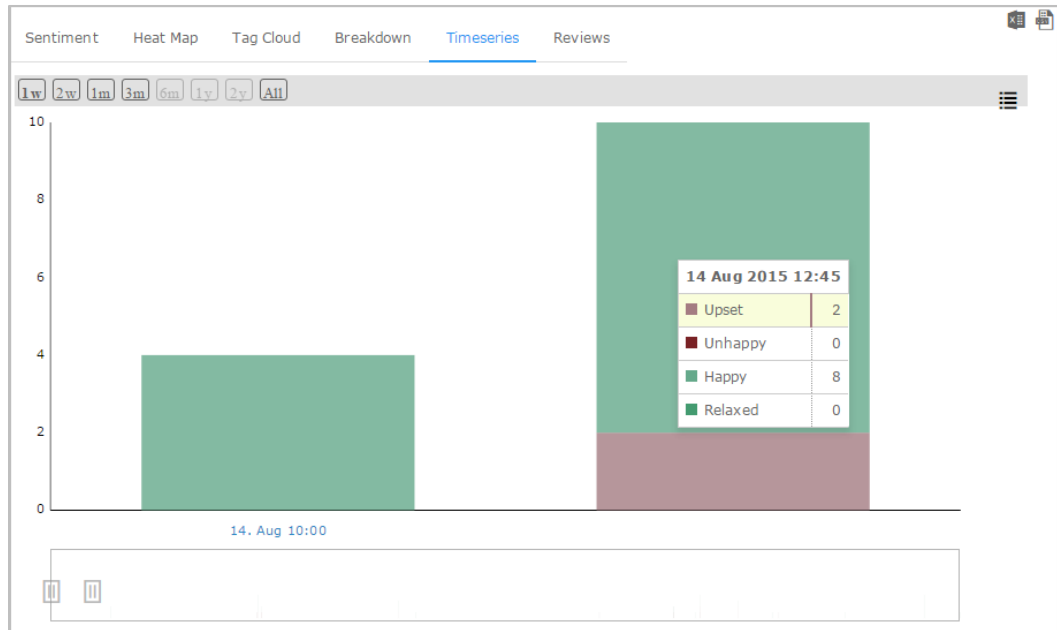 Sentiment Heat Map Tag Cloud Breakdown Timeseries Reviews
1w 2w 1m 3m 6m 1y 2y All
10
8
6
4
2
0
14 Aug 2015 12:45
Upset 2
Unhappy 0
Happy 8
Relaxed 0
14. Aug 10:00